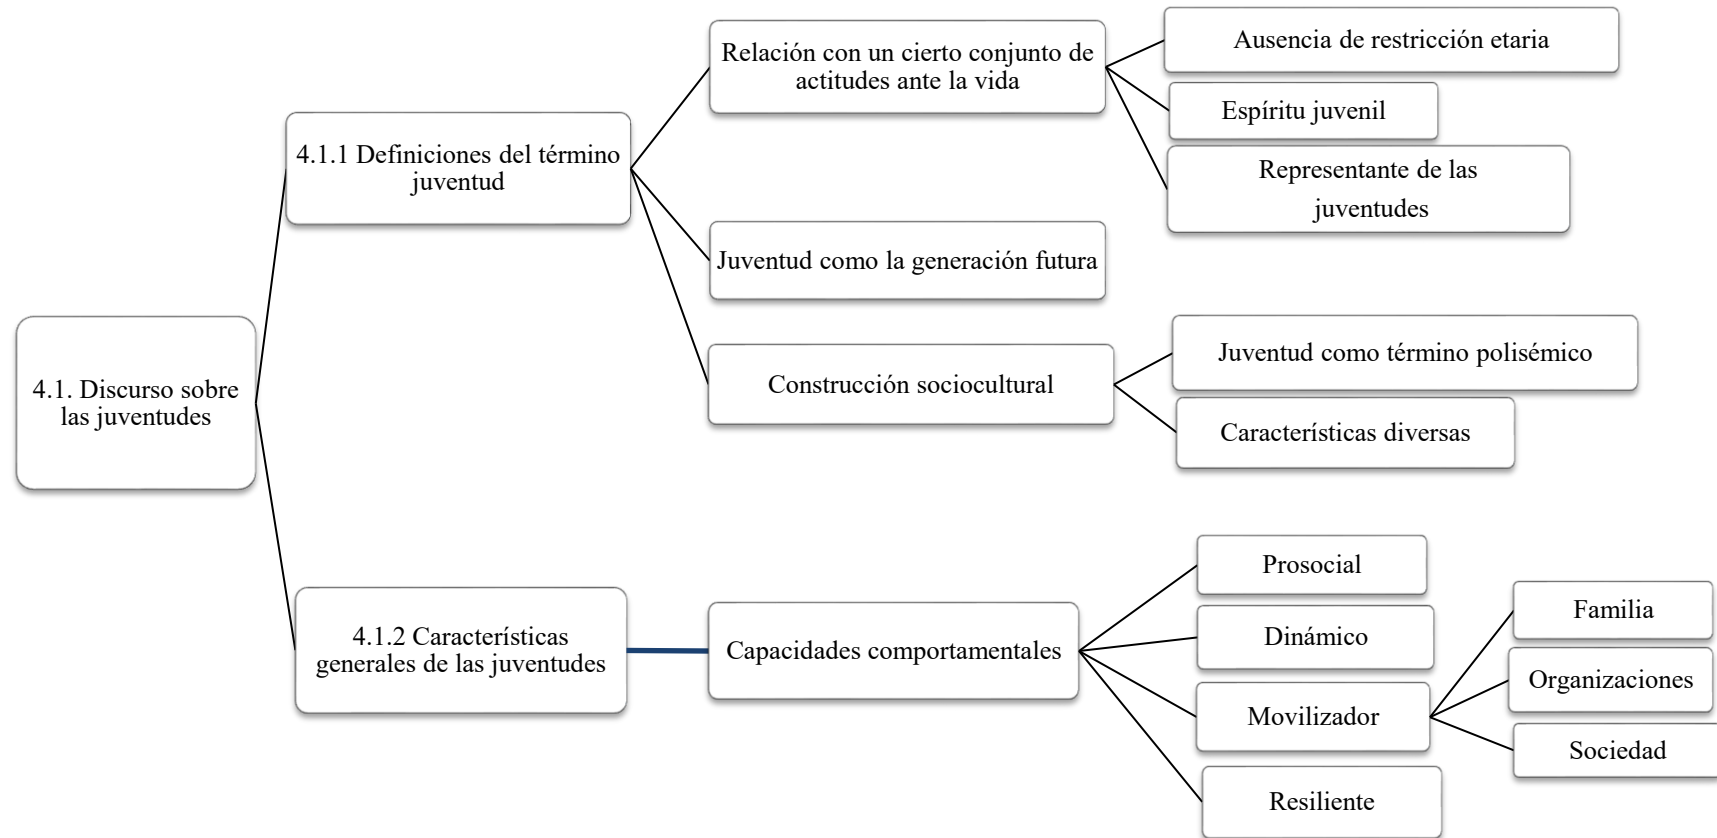 4.1. Discurso sobre
las juventudes
4.1.1 Definiciones del término
juventud
Relación con un cierto conjunto de
actitudes ante la vida
Ausencia de restricción etaria
Espíritu juvenil
Representante de las
juventudes
Juventud como la generación futura
Construcción sociocultural
Juventud como término polisémico
Características diversas
4.1.2 Características
generales de las juventudes
Capacidades comportamentales
Prosocial
Dinámico
Movilizador
Familia
Organizaciones
Sociedad
Resiliente